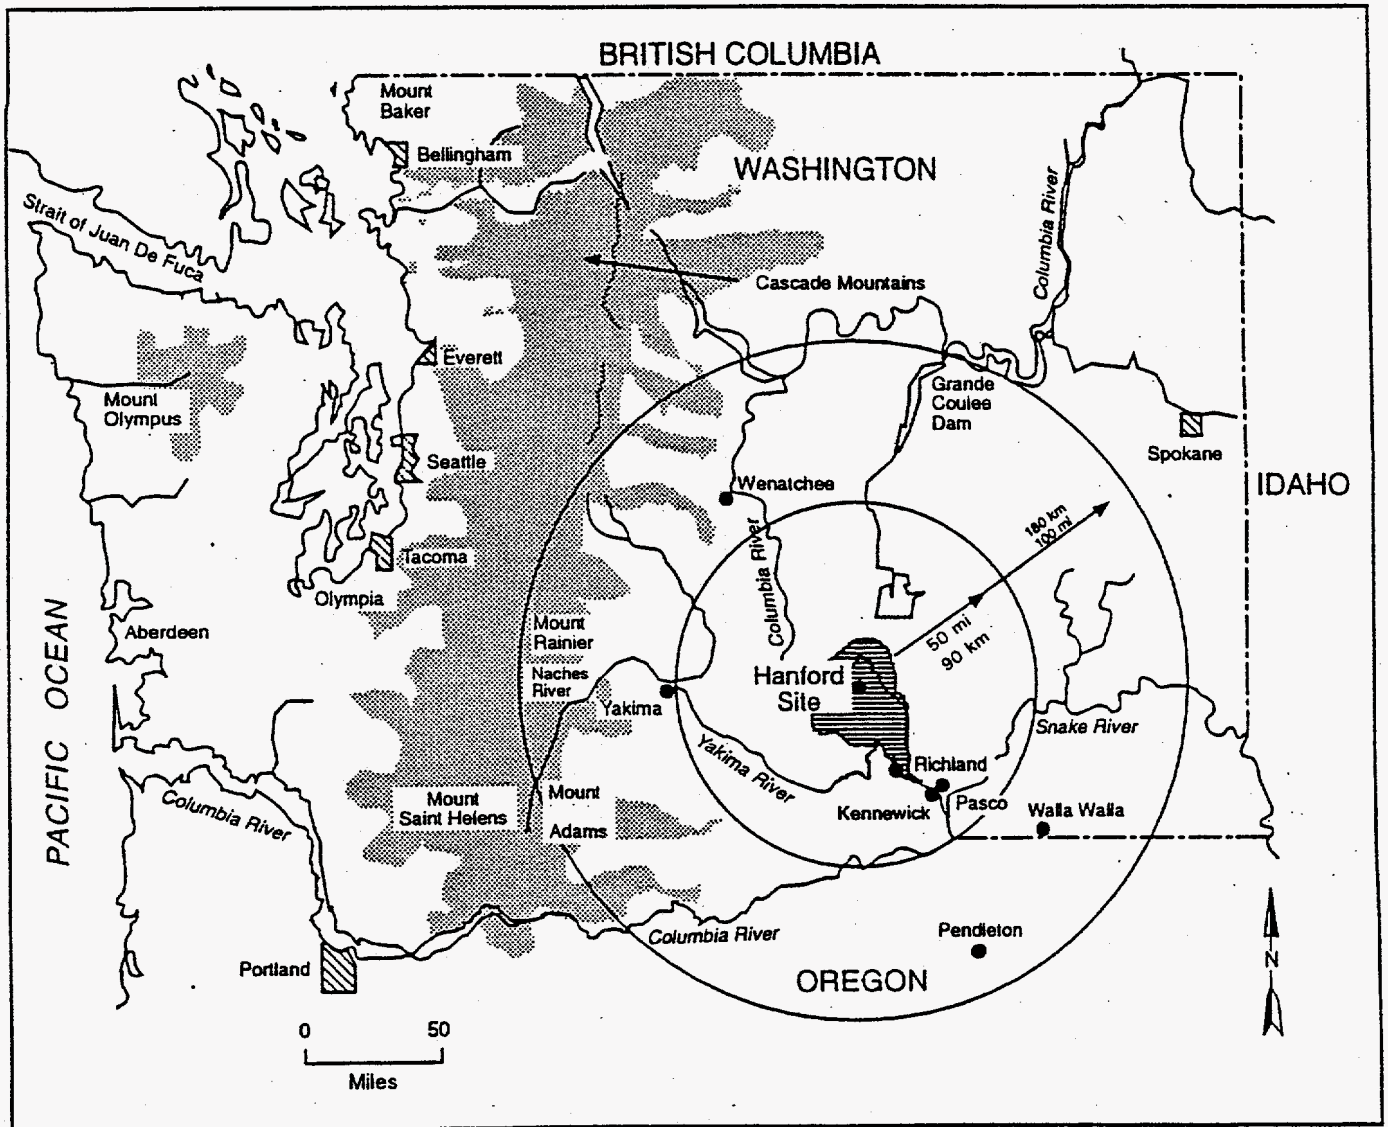 BRITISH COLUMBIA
Mount
Baker
Bellingham
WASHINGTON
Strait of Juan De Fuca
Columbia River
Cascade Mountains
Everett
Mount
Olympus
Grande
Coulee
Dam
Seattle
Spokane
Wenatchee
IDAHO
180 km
100 mi
Columbia River
Tacoma
Olympia
Aberdeen
Mount
Rainier
50 mi
90 km
PACIFIC OCEAN
Naches
River
Hanford
Site
Yakima
Snake River
Yakima River
Richland
Columbia River
Mount
Saint Helens
Mount
Adams
Kennewick
Pasco
Walla Walla
Columbia River
Pendleton
N
Portland
OREGON
0 50
Miles